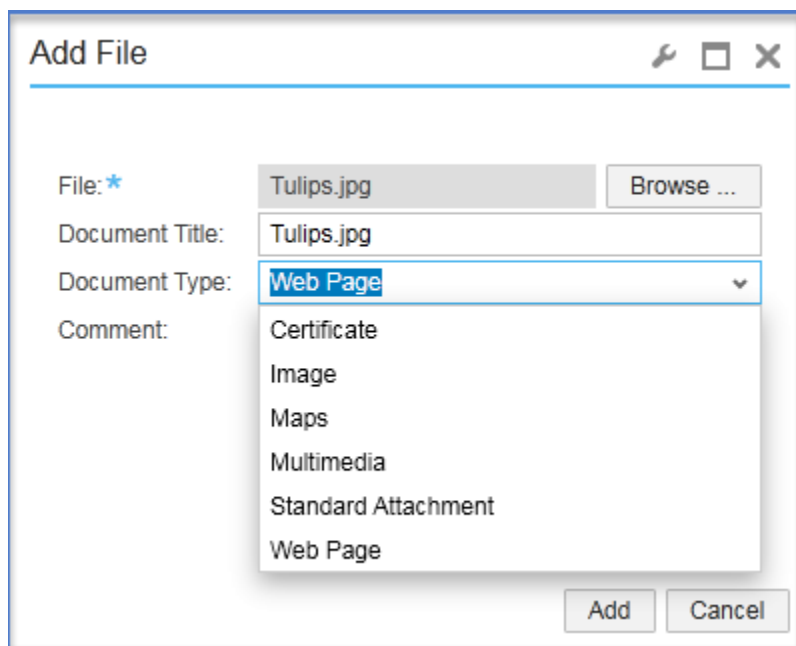 Add File
File:* Tulips.jpg Browse ...
Document Title: Tulips.jpg
Document Type: Web Page
Comment: Certificate
Image
Maps
Multimedia
Standard Attachment
Web Page
Add Cancel